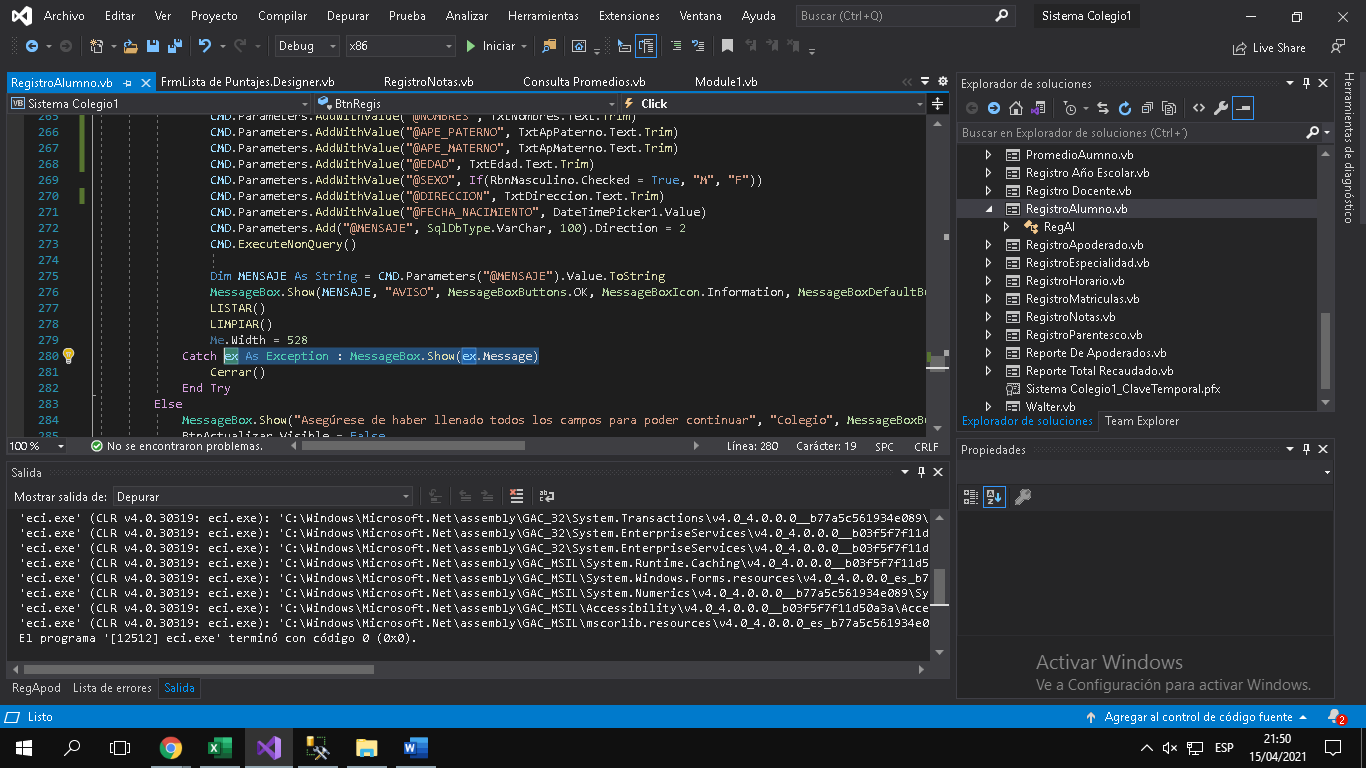 Archivo Editar Ver Proyecto Compilar Depurar Prueba Analizar Herramientas Extensiones Ventana Ayuda Buscar (Ctrl+Q) Sistema Colegio1
Debug x86 Iniciar Live Share
RegistroAlumno.vb FrmLista de Puntajes.Designer.vb RegistroNotas.vb Consulta Promedios.vb Module1.vb
VB Sistema Colegio1 BtnRegis Click
265 CMD.Parameters.AddWithValue("@NOMBRES", TxtNombres.Text.Trim)
266 CMD.Parameters.AddWithValue("@APE_PATERNO", TxtApPaterno.Text.Trim)
267 CMD.Parameters.AddWithValue("@APE_MATERNO", TxtApMaterno.Text.Trim)
268 CMD.Parameters.AddWithValue("@EDAD", TxtEdad.Text.Trim)
269 CMD.Parameters.AddWithValue("@SEXO", If(RbnMasculino.Checked = True, "M", "F"))
270 CMD.Parameters.AddWithValue("@DIRECCION", TxtDireccion.Text.Trim)
271 CMD.Parameters.AddWithValue("@FECHA_NACIMIENTO", DateTimePicker1.Value)
272 CMD.Parameters.Add("@MENSAJE", SqlDbType.VarChar, 100).Direction = 2
273 CMD.ExecuteNonQuery()
274
275 Dim MENSAJE As String = CMD.Parameters("@MENSAJE").Value.ToString
276 MessageBox.Show(MENSAJE, "AVISO", MessageBoxButtons.OK, MessageBoxIcon.Information, MessageBoxDefaultBu
277 LISTAR()
278 LIMPIAR()
279 Me.Width = 528
280 Catch ex As Exception : MessageBox.Show(ex.Message)
281 Cerrar()
282 End Try
283 Else
284 MessageBox.Show("Asegúrese de haber llenado todos los campos para poder continuar", "Colegio", MessageBoxBu
285 BtnActualizar.Visible = False
100 % No se encontraron problemas. Línea: 280 Carácter: 19 SPC CRLF
Salida
Mostrar salida de: Depurar
'eci.exe' (CLR v4.0.30319: eci.exe): 'C:\Windows\Microsoft.Net\assembly\GAC_32\System.Transactions\v4.0_4.0.0.0__b77a5c561934e089\
'eci.exe' (CLR v4.0.30319: eci.exe): 'C:\Windows\Microsoft.Net\assembly\GAC_32\System.EnterpriseServices\v4.0_4.0.0.0__b03f5f7f11d
'eci.exe' (CLR v4.0.30319: eci.exe): 'C:\Windows\Microsoft.Net\assembly\GAC_32\System.EnterpriseServices\v4.0_4.0.0.0__b03f5f7f11d
'eci.exe' (CLR v4.0.30319: eci.exe): 'C:\Windows\Microsoft.Net\assembly\GAC_MSIL\System.Runtime.Caching\v4.0_4.0.0.0__b03f5f7f11d5
'eci.exe' (CLR v4.0.30319: eci.exe): 'C:\Windows\Microsoft.Net\assembly\GAC_MSIL\System.Windows.Forms.resources\v4.0_4.0.0.0_es_b7
'eci.exe' (CLR v4.0.30319: eci.exe): 'C:\Windows\Microsoft.Net\assembly\GAC_MSIL\System.Numerics\v4.0_4.0.0.0__b77a5c561934e089\Sy
'eci.exe' (CLR v4.0.30319: eci.exe): 'C:\Windows\Microsoft.Net\assembly\GAC_MSIL\Accessibility\v4.0_4.0.0.0__b03f5f7f11d50a3a\Acce
'eci.exe' (CLR v4.0.30319: eci.exe): 'C:\Windows\Microsoft.Net\assembly\GAC_MSIL\mscorlib.resources\v4.0_4.0.0.0_es_b77a5c561934e0
El programa '[12512] eci.exe' terminó con código 0 (0x0).
RegApod Lista de errores Salida
Explorador de soluciones
Buscar en Explorador de soluciones (Ctrl+´)
PromedioAumno.vb
Registro Año Escolar.vb
Registro Docente.vb
RegistroAlumno.vb
RegAl
RegistroApoderado.vb
RegistroEspecialidad.vb
RegistroHorario.vb
RegistroMatriculas.vb
RegistroNotas.vb
RegistroParentesco.vb
Reporte De Apoderados.vb
Reporte Total Recaudado.vb
Sistema Colegio1_ClaveTemporal.pfx
Walter.vb
Explorador de soluciones Team Explorer
Propiedades
Herramientas de diagnóstico
Activar Windows
Ve a Configuración para activar Windows.
Listo Agregar al control de código fuente 2
ESP 21:50
15/04/2021